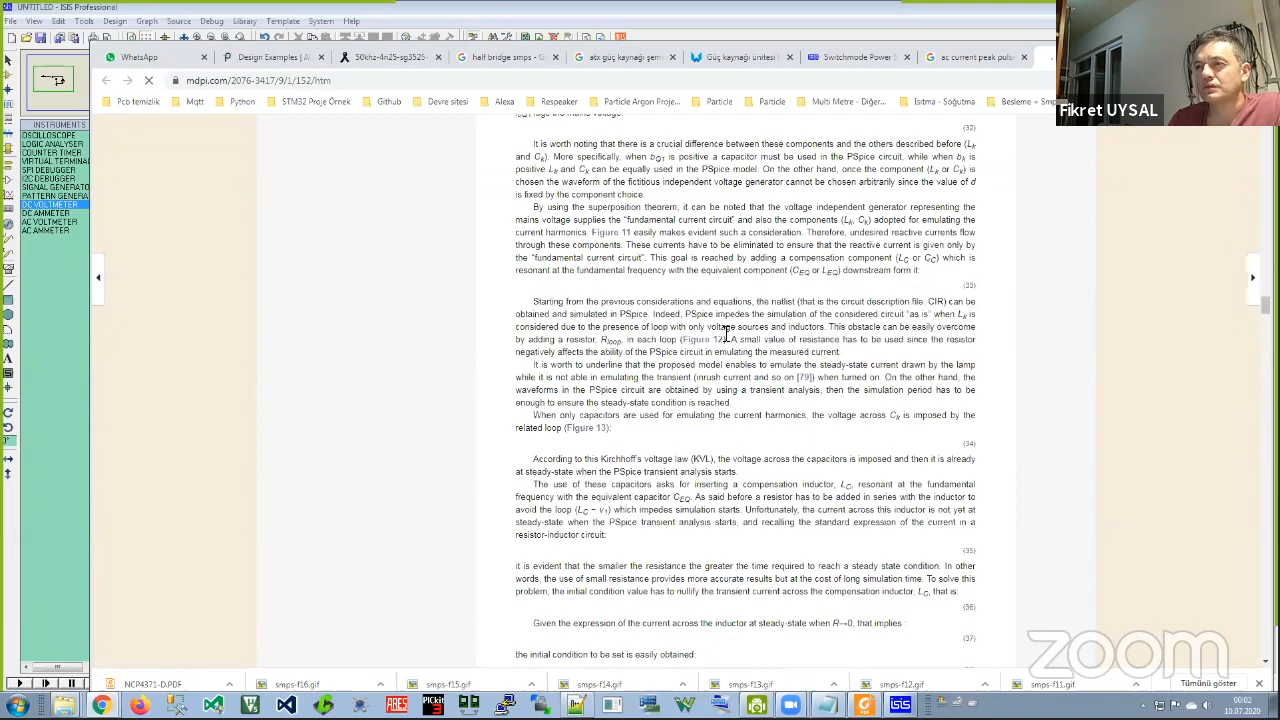 UNTITLED - ISIS Professional
File View Edit Tools Design Graph Source Debug Library Template System Help
WhatsApp
Design Examples | A
50khz-4n25-sg3525-
half bridge.smps - G
atx güç kaynağı şem
Güç kaynağı ünitesi (
Switchmode Power S
ac current peak puls
mdpi.com/2076-3417/9/1/152/htm
Pcb temizlik
Mqtt
Python
STM32 Proje Örnek
Github
Devre sitesi
Alexa
Respeaker
Particle Argon Proje...
Particle
Particle
Multi Metre - Diğer...
Isıtma - Soğutma
Besleme + Smp
Fikret UYSAL
INSTRUMENTS
OSCILLOSCOPE
LOGIC ANALYSER
COUNTER TIMER
VIRTUAL TERMINAL
SPI DEBUGGER
I2C DEBUGGER
SIGNAL GENERATO
PATTERN GENERA
DC VOLTMETER
DC AMMETER
AC VOLTMETER
AC AMMETER
bQ1 lags the mains voltage.
(32)
It is worth noting that there is a crucial difference between these components and the others described before (Lk
and Ck). More specifically, when bQ1 is positive a capacitor must be used in the PSpice circuit, while when bk is
positive Lk and Ck can be equally used in the PSpice model. On the other hand, once the component (Lk or Ck) is
chosen the waveform of the fictitious independent voltage generator cannot be chosen arbitrarily since the value of d
is fixed by the component choice.
By using the superposition theorem, it can be noted that the voltage independent generator representing the
mains voltage supplies the “fundamental current circuit” and also the components (Lk, Ck) adopted for emulating the
current harmonics. Figure 11 easily makes evident such a consideration. Therefore, undesired reactive currents flow
through these components. These currents have to be eliminated to ensure that the reactive current is given only by
the “fundamental current circuit”. This goal is reached by adding a compensation component (LC or CC) which is
resonant at the fundamental frequency with the equivalent component (CEQ or LEQ) downstream form it:
(33)
Starting from the previous considerations and equations, the netlist (that is the circuit description file. CIR) can be
obtained and simulated in PSpice. Indeed, PSpice impedes the simulation of the considered circuit “as is” when Lk is
considered due to the presence of loop with only voltage sources and inductors. This obstacle can be easily overcome
by adding a resistor, Rloop, in each loop (Figure 12). A small value of resistance has to be used since the resistor
negatively affects the ability of the PSpice circuit in emulating the measured current.
It is worth to underline that the proposed model enables to emulate the steady-state current drawn by the lamp
while it is not able in emulating the transient (inrush current and so on [79]) when turned on. On the other hand, the
waveforms in the PSpice circuit are obtained by using a transient analysis, then the simulation period has to be
enough to ensure the steady-state condition is reached.
When only capacitors are used for emulating the current harmonics, the voltage across Ck is imposed by the
related loop (Figure 13):
(34)
According to this Kirchhoff’s voltage law (KVL), the voltage across the capacitors is imposed and then it is already
at steady-state when the PSpice transient analysis starts.
The use of these capacitors asks for inserting a compensation inductor, LC, resonant at the fundamental
frequency with the equivalent capacitor CEQ. As said before a resistor has to be added in series with the inductor to
avoid the loop (LC − v1) which impedes simulation starts. Unfortunately, the current across this inductor is not yet at
steady-state when the PSpice transient analysis starts, and recalling the standard expression of the current in a
resistor-inductor circuit:
(35)
it is evident that the smaller the resistance the greater the time required to reach a steady state condition. In other
words, the use of small resistance provides more accurate results but at the cost of long simulation time. To solve this
problem, the initial condition value has to nullify the transient current across the compensation inductor, LC, that is:
(36)
Given the expression of the current across the inductor at steady-state when R→0, that implies :
(37)
the initial condition to be set is easily obtained:
zoom
NCP4371-D.PDF
smps-f16.gif
smps-f15.gif
smps-f14.gif
smps-f13.gif
smps-f12.gif
smps-f11.gif
Tümünü göster
ARES
PICkit 3
ISIS
00:02
10.07.2020